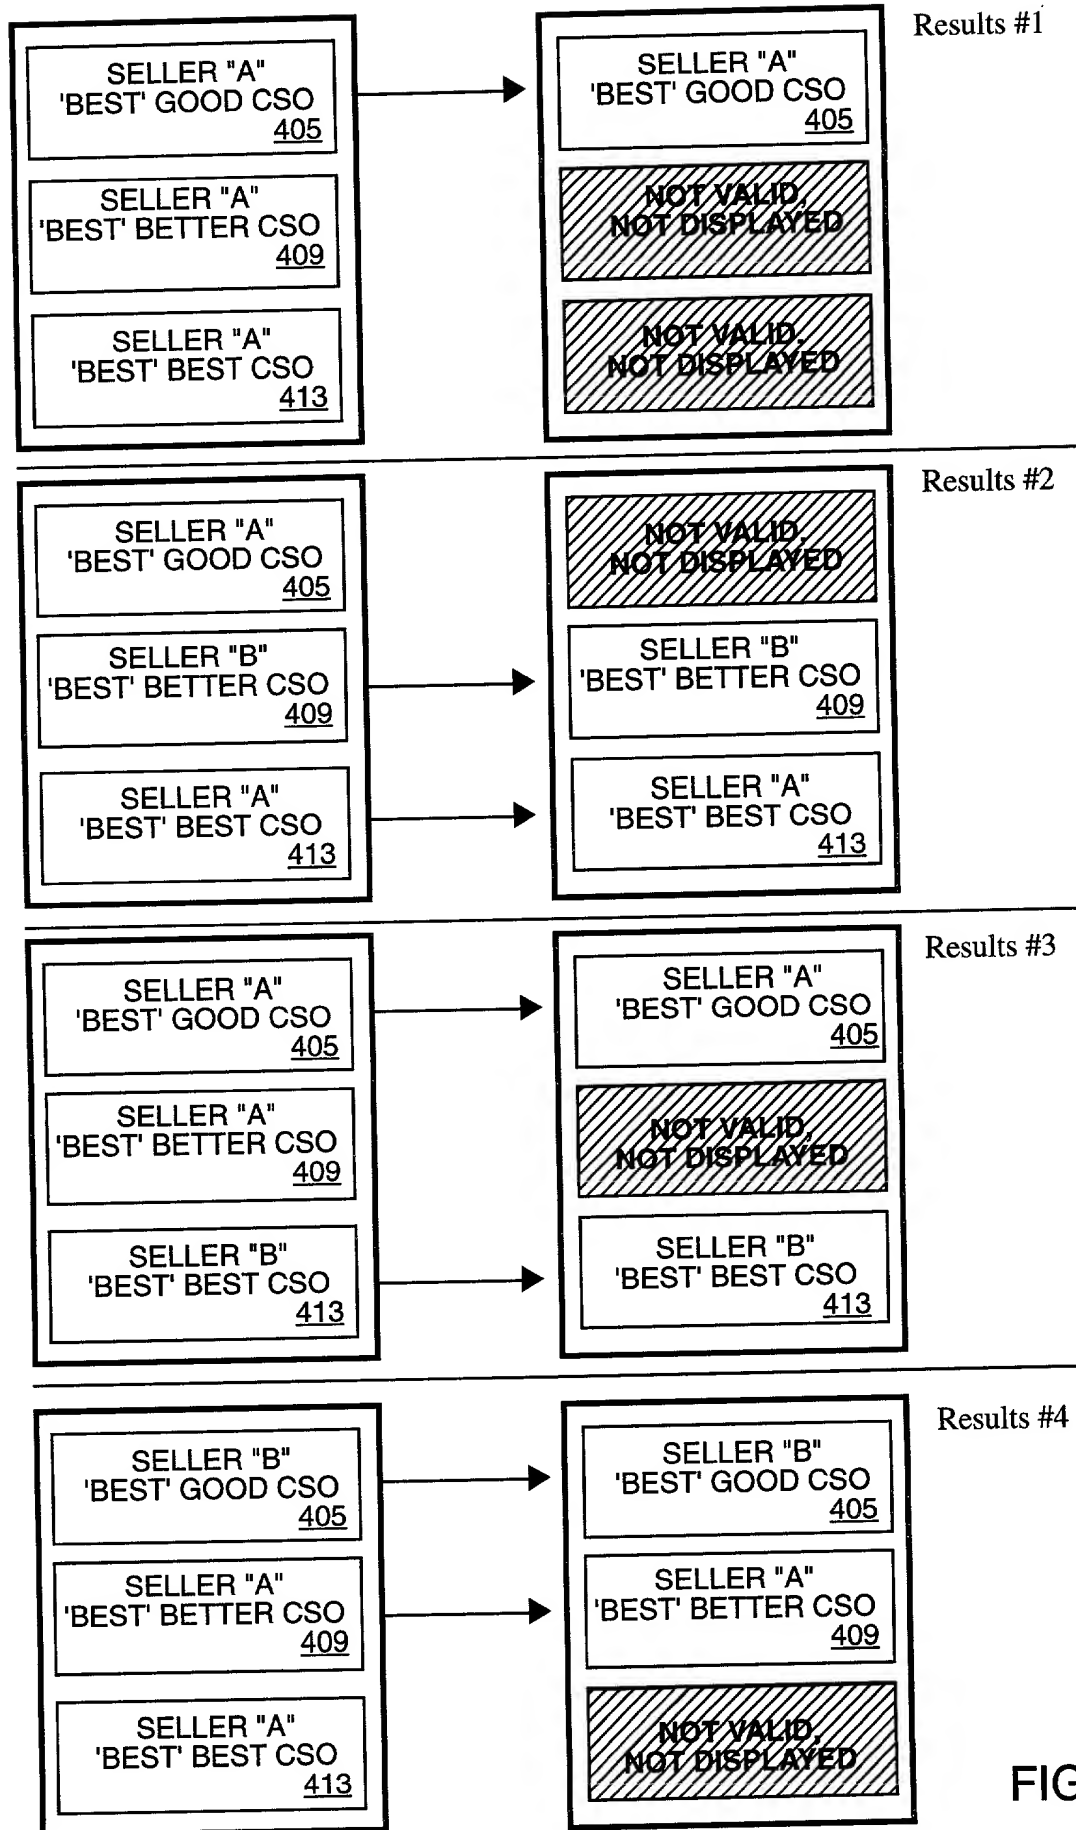 Results #1
SELLER "A"
'BEST' GOOD CSO
405
SELLER "A"
'BEST' BETTER CSO
409
SELLER "A"
'BEST' BEST CSO
413
SELLER "A"
'BEST' GOOD CSO
405
NOT VALID,
NOT DISPLAYED
NOT VALID.
NOT DISPLAYED
Results #2
SELLER "A"
'BEST' GOOD CSO
405
SELLER "B"
'BEST' BETTER CSO
409
SELLER "A"
'BEST' BEST CSO
413
NOT VALID.
NOT DISPLAYED
SELLER "B"
'BEST' BETTER CSO
409
SELLER "A"
'BEST' BEST CSO
413
Results #3
SELLER "A"
'BEST' GOOD CSO
405
SELLER "A"
'BEST' BETTER CSO
409
SELLER "B"
'BEST' BEST CSO
413
SELLER "A"
'BEST' GOOD CSO
405
NOT VALID,
NOT DISPLAYED
SELLER "B"
'BEST' BEST CSO
413
Results #4
SELLER "B"
'BEST' GOOD CSO
405
SELLER "A"
'BEST' BETTER CSO
409
SELLER "A"
'BEST' BEST CSO
413
SELLER "B"
'BEST' GOOD CSO
405
SELLER "A"
'BEST' BETTER CSO
409
NOT VALID,
NOT DISPLAYED
FIG